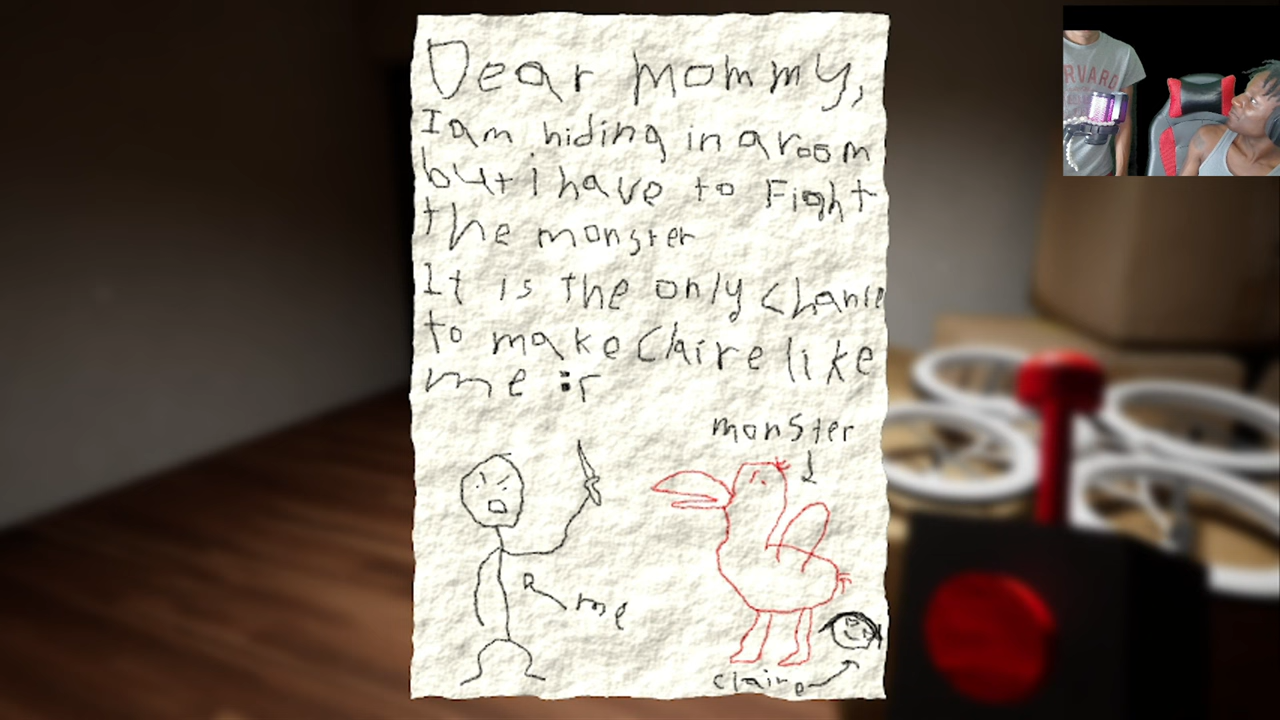 Dear mommy,
I am hiding in a room
but i have to Fight
the monster
It is the only chance
to make Claire like
me :r
monster
me
claire
RVARD